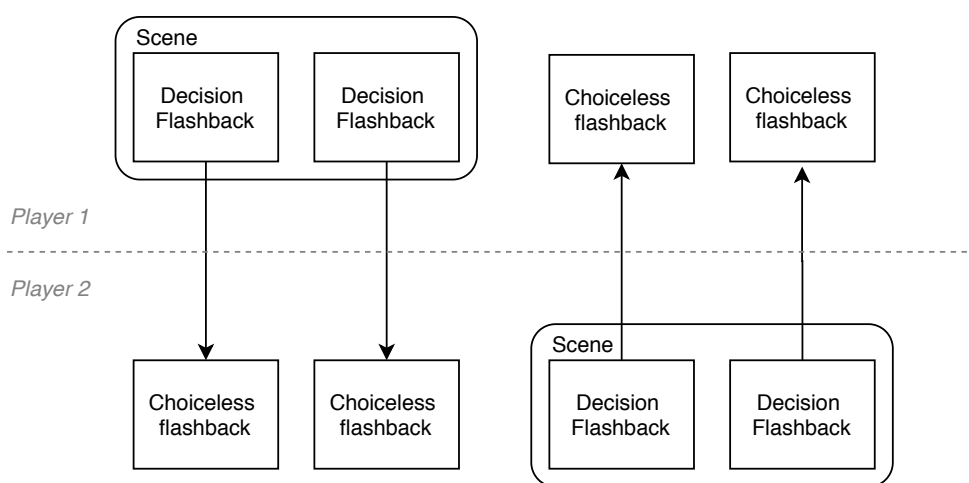 Scene
Decision
Flashback
Decision
Flashback
Choiceless
flashback
Choiceless
flashback
Player 1
Player 2
Choiceless
flashback
Choiceless
flashback
Scene
Decision
Flashback
Decision
Flashback